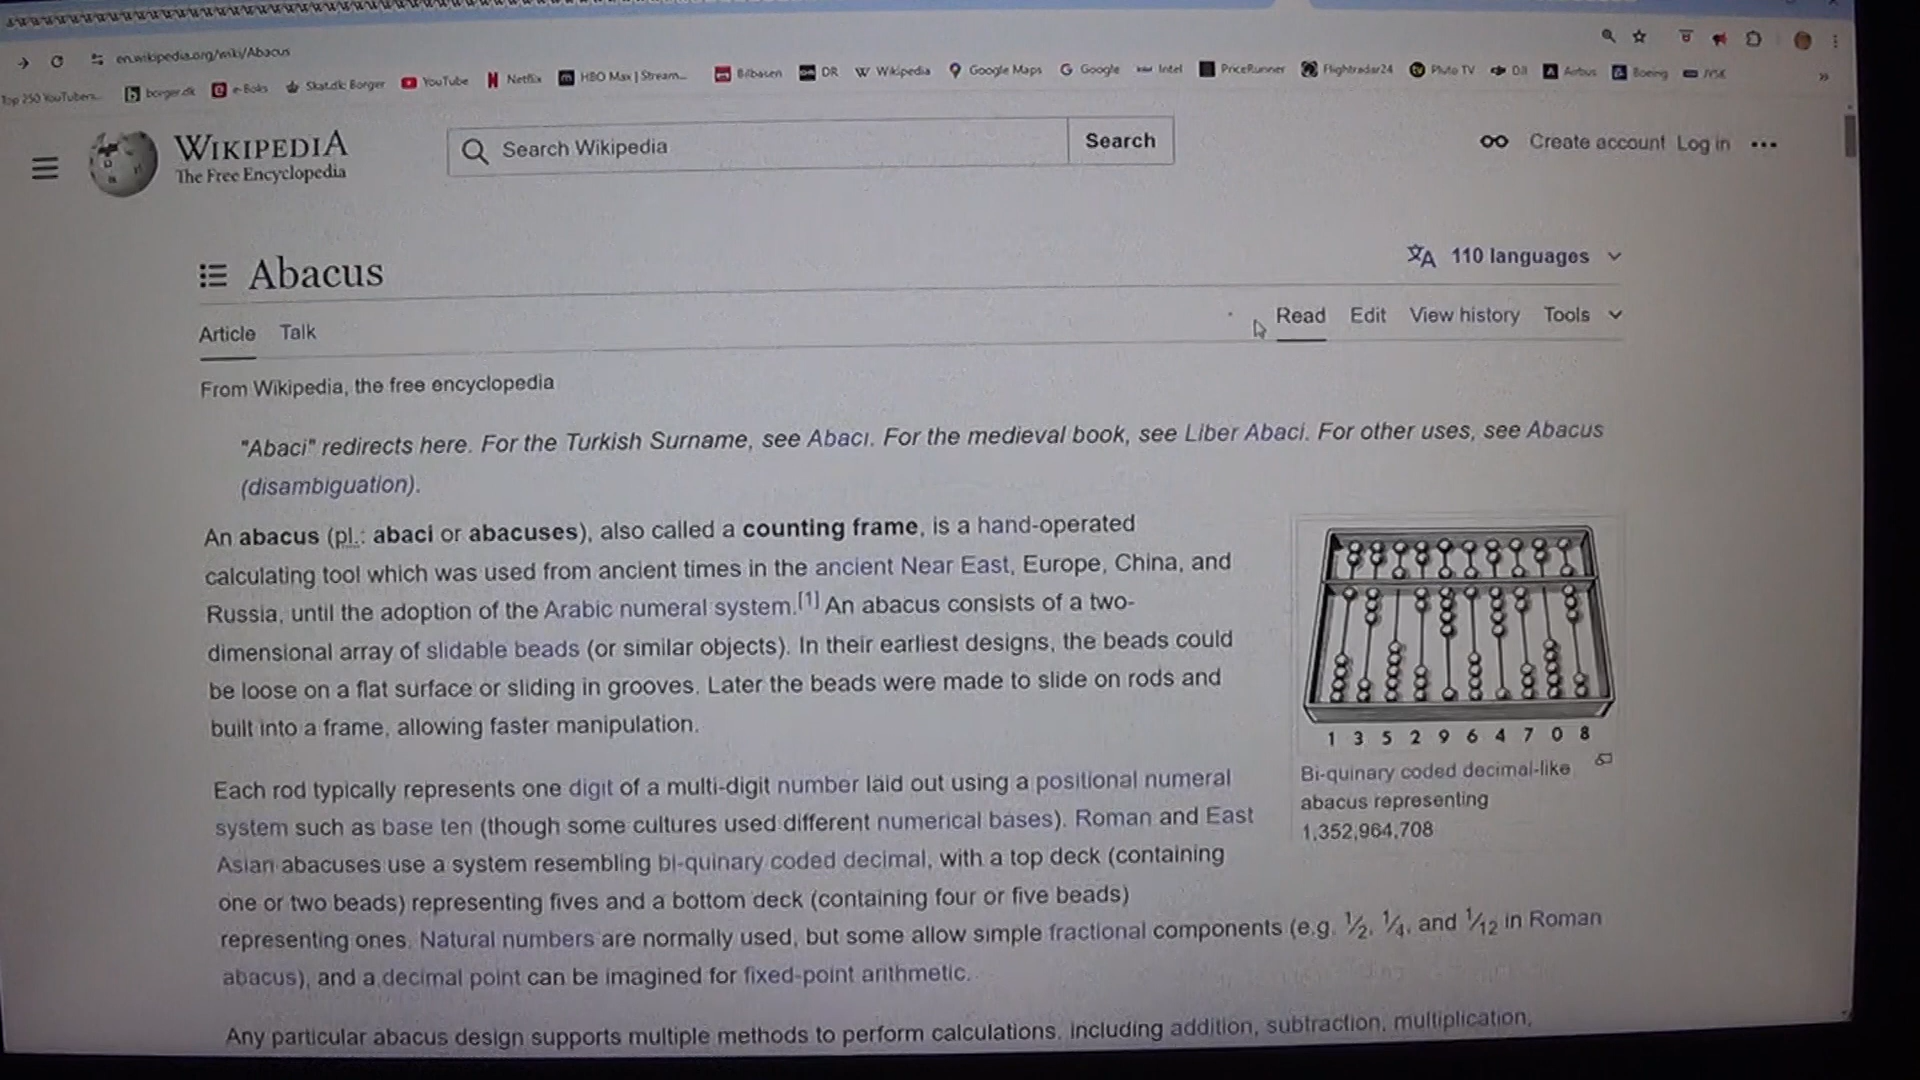 en.wikipedia.org/wiki/Abacus
Top 250 YouTubers... borger.dk e-Boks Skat.dk: Borger YouTube Netflix HBO Max | Stream... Bilbasen DR Wikipedia Google Maps Google Intel PriceRunner Flightradar24 Pluto TV DJI Airbus Boeing JYSK
WIKIPEDIA
The Free Encyclopedia
Search Wikipedia Search
Create account Log in
Abacus
110 languages
Article Talk
Read Edit View history Tools
From Wikipedia, the free encyclopedia
"Abaci" redirects here. For the Turkish Surname, see Abacı. For the medieval book, see Liber Abaci. For other uses, see Abacus
(disambiguation).
An abacus (pl.: abaci or abacuses), also called a counting frame, is a hand-operated
calculating tool which was used from ancient times in the ancient Near East, Europe, China, and
Russia, until the adoption of the Arabic numeral system.[1] An abacus consists of a two-
dimensional array of slidable beads (or similar objects). In their earliest designs, the beads could
be loose on a flat surface or sliding in grooves. Later the beads were made to slide on rods and
built into a frame, allowing faster manipulation.
1 3 5 2 9 6 4 7 0 8
Bi-quinary coded decimal-like
abacus representing
1,352,964,708
Each rod typically represents one digit of a multi-digit number laid out using a positional numeral
system such as base ten (though some cultures used different numerical bases). Roman and East
Asian abacuses use a system resembling bi-quinary coded decimal, with a top deck (containing
one or two beads) representing fives and a bottom deck (containing four or five beads)
representing ones. Natural numbers are normally used, but some allow simple fractional components (e.g. 1⁄2, 1⁄4, and 1⁄12 in Roman
abacus), and a decimal point can be imagined for fixed-point arithmetic.
Any particular abacus design supports multiple methods to perform calculations, including addition, subtraction, multiplication,